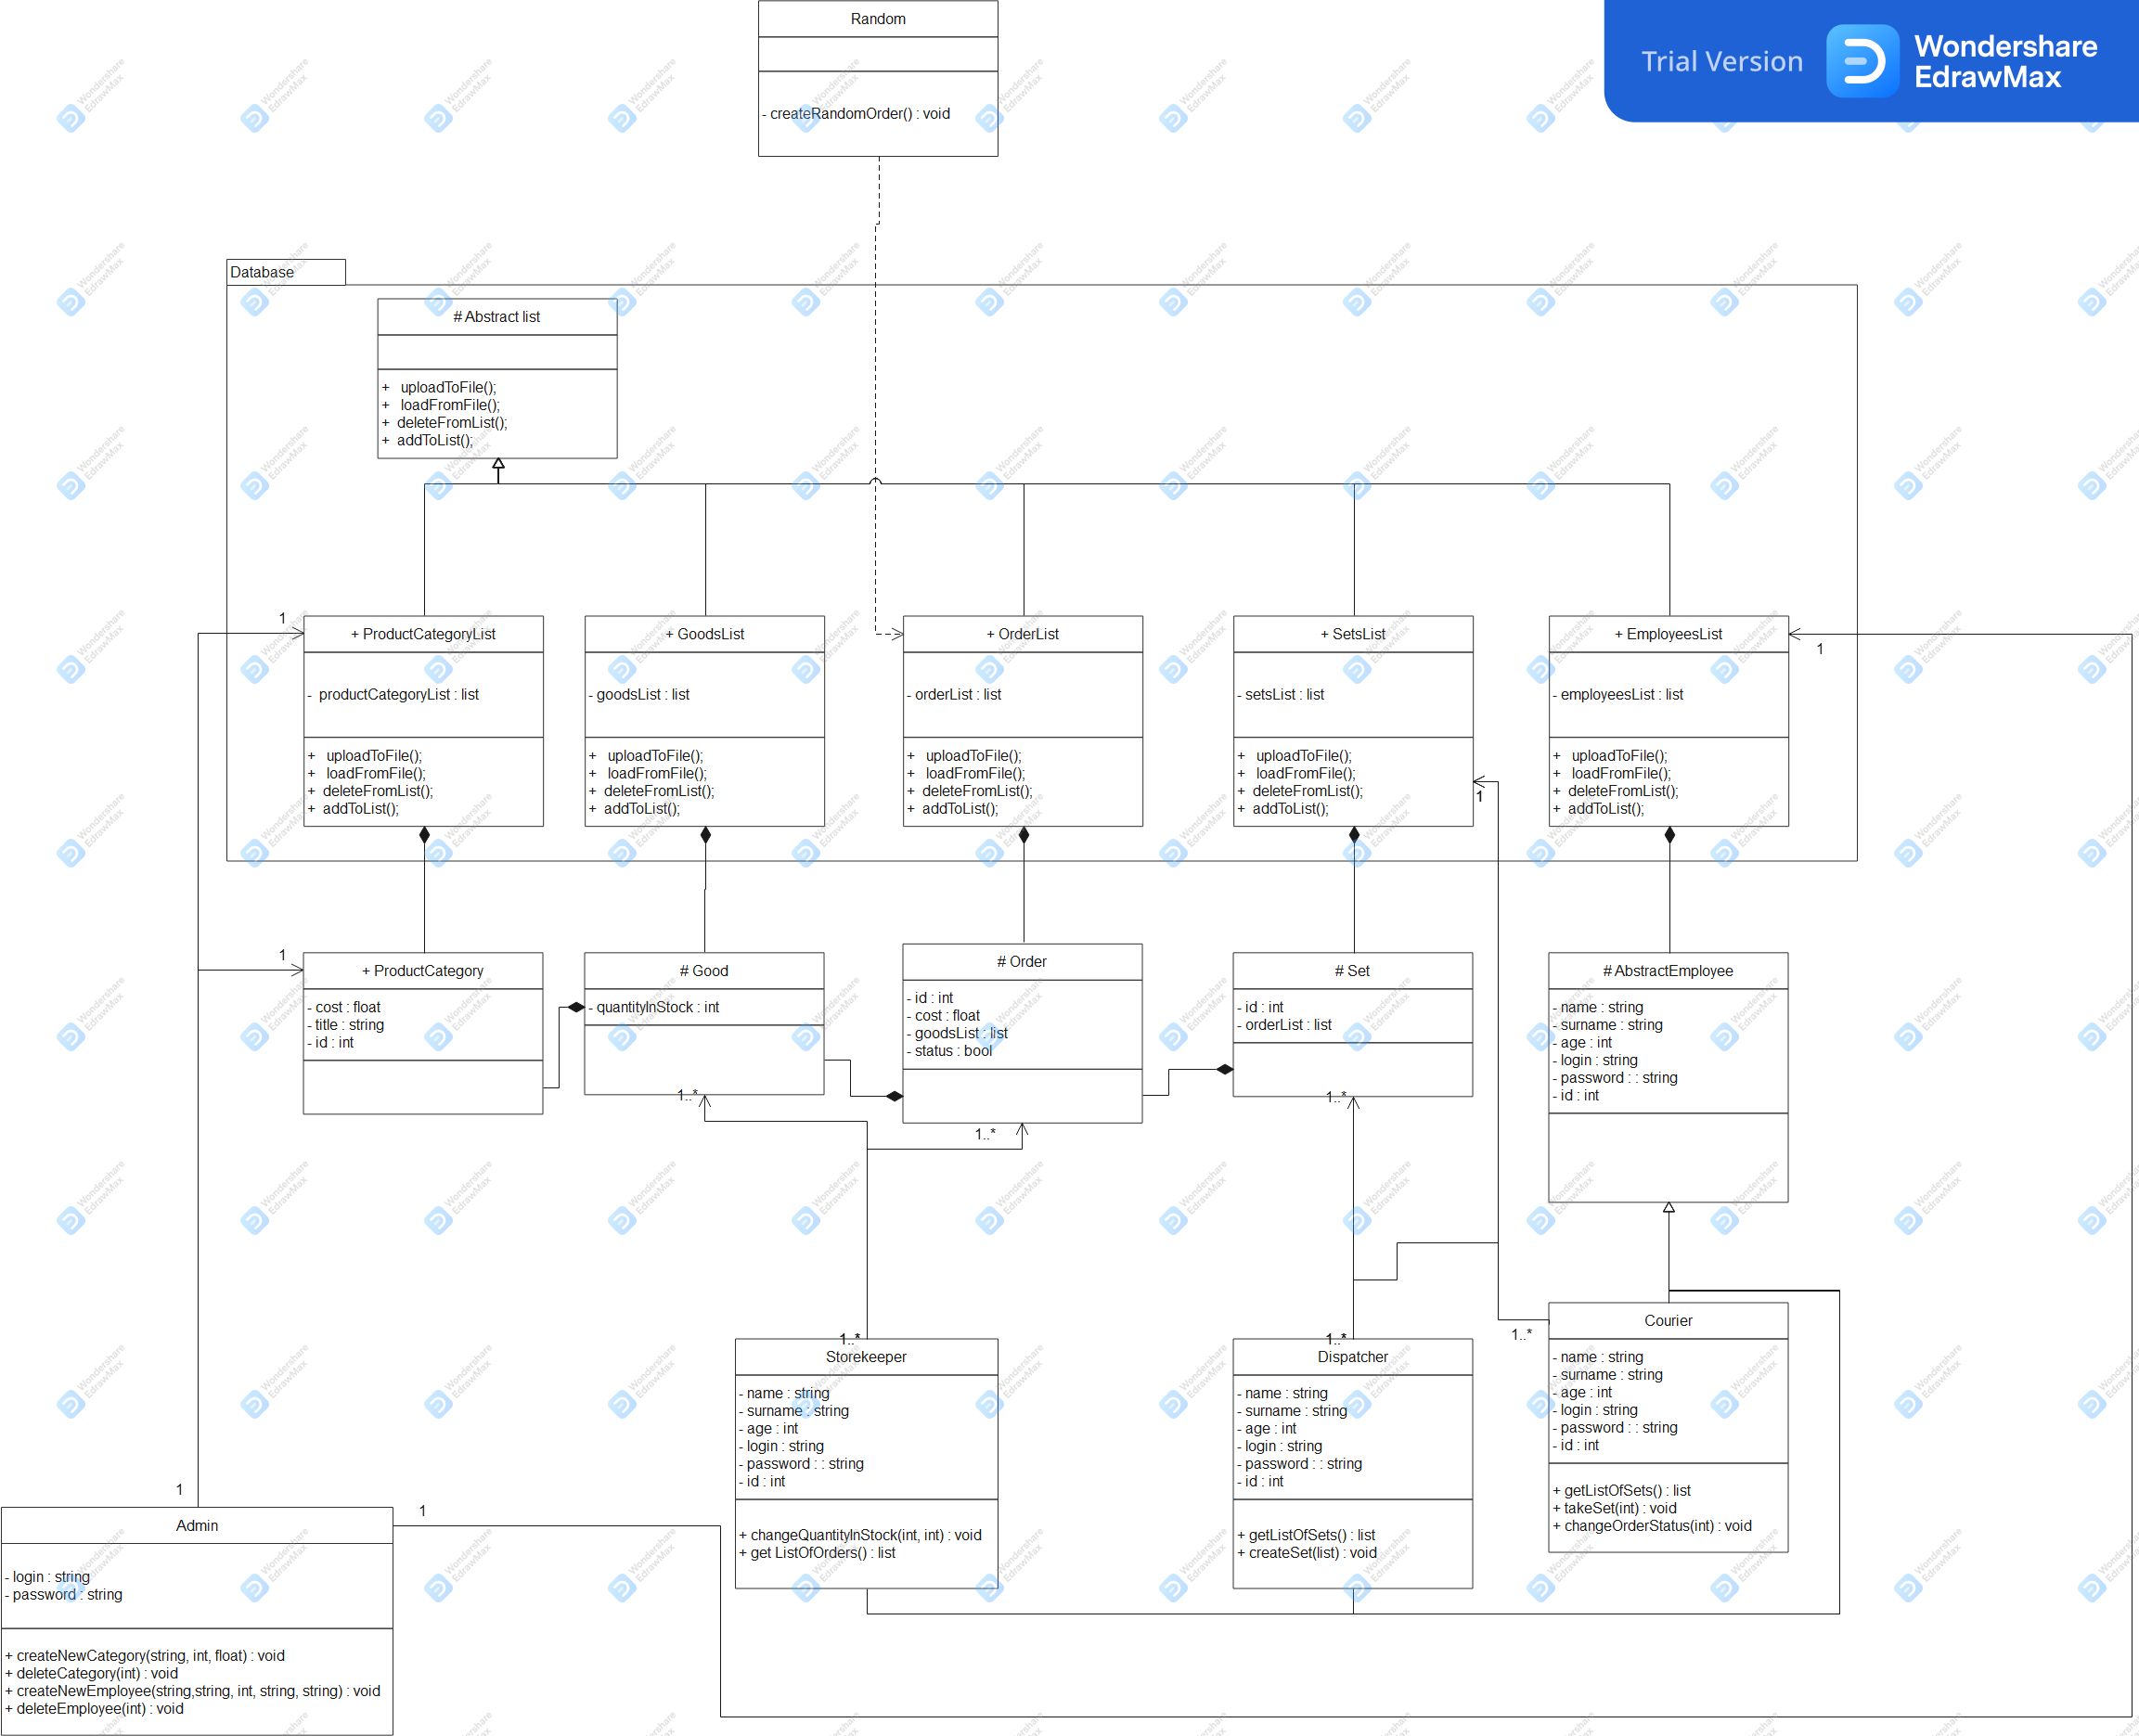 Random
- createRandomOrder() : void
Trial Version
Wondershare
EdrawMax
Database
# Abstract list
+ uploadToFile();
+ loadFromFile();
+ deleteFromList();
+ addToList();
1
+ ProductCategoryList
- productCategoryList : list
+ uploadToFile();
+ loadFromFile();
+ deleteFromList();
+ addToList();
+ GoodsList
- goodsList : list
+ uploadToFile();
+ loadFromFile();
+ deleteFromList();
+ addToList();
+ OrderList
- orderList : list
+ uploadToFile();
+ loadFromFile();
+ deleteFromList();
+ addToList();
+ SetsList
- setsList : list
+ uploadToFile();
+ loadFromFile();
+ deleteFromList();
+ addToList();
1
+ EmployeesList
- employeesList : list
+ uploadToFile();
+ loadFromFile();
+ deleteFromList();
+ addToList();
1
1
+ ProductCategory
- cost : float
- title : string
- id : int
# Good
- quantityInStock : int
1..*
# Order
- id : int
- cost : float
- goodsList : list
- status : bool
1..*
# Set
- id : int
- orderList : list
1..*
# AbstractEmployee
- name : string
- surname : string
- age : int
- login : string
- password : : string
- id : int
1..*
Storekeeper
- name : string
- surname : string
- age : int
- login : string
- password : : string
- id : int
+ changeQuantityInStock(int, int) : void
+ get ListOfOrders() : list
1..*
Dispatcher
- name : string
- surname : string
- age : int
- login : string
- password : : string
- id : int
+ getListOfSets() : list
+ createSet(list) : void
1..*
Courier
- name : string
- surname : string
- age : int
- login : string
- password : : string
- id : int
+ getListOfSets() : list
+ takeSet(int) : void
+ changeOrderStatus(int) : void
1
1
Admin
- login : string
- password : string
+ createNewCategory(string, int, float) : void
+ deleteCategory(int) : void
+ createNewEmployee(string,string, int, string, string) : void
+ deleteEmployee(int) : void